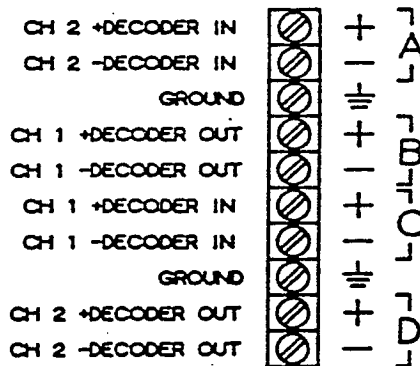 CH 2 +DECODER IN + A
CH 2 -DECODER IN -
GROUND
CH 1 +DECODER OUT + B
CH 1 -DECODER OUT -
CH 1 +DECODER IN + C
CH 1 -DECODER IN -
GROUND
CH 2 +DECODER OUT + D
CH 2 -DECODER OUT -